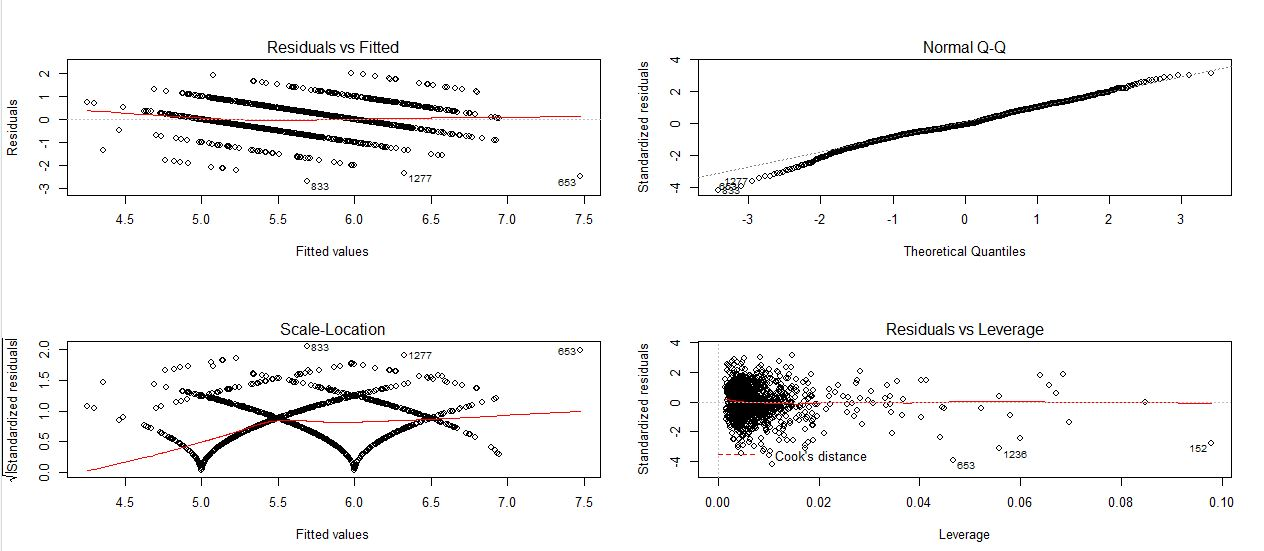 Residuals vs Fitted
Residuals
2
1
0
-1
-2
-3
833
1277
653
4.5 5.0 5.5 6.0 6.5 7.0 7.5
Fitted values
Normal Q-Q
Standardized residuals
4
2
0
-2
-4
1277
653
833
-3 -2 -1 0 1 2 3
Theoretical Quantiles
Scale-Location
√|Standardized residuals|
2.0
1.5
1.0
0.5
0.0
833
1277
653
4.5 5.0 5.5 6.0 6.5 7.0 7.5
Fitted values
Residuals vs Leverage
Standardized residuals
4
2
0
-2
-4
Cook's distance
653
1236
152
0.00 0.02 0.04 0.06 0.08 0.10
Leverage